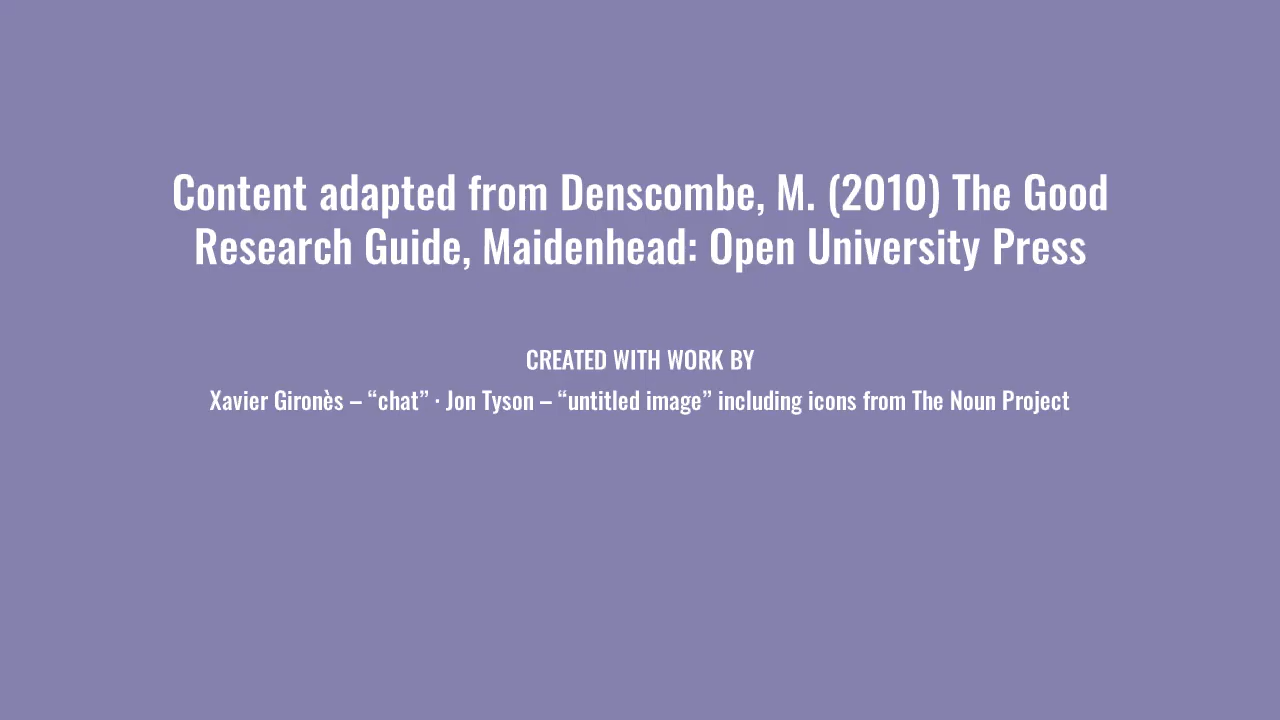 Content adapted from Denscombe, M. (2010) The Good
Research Guide, Maidenhead: Open University Press
CREATED WITH WORK BY
Xavier Gironès – “chat” · Jon Tyson – “untitled image” including icons from The Noun Project